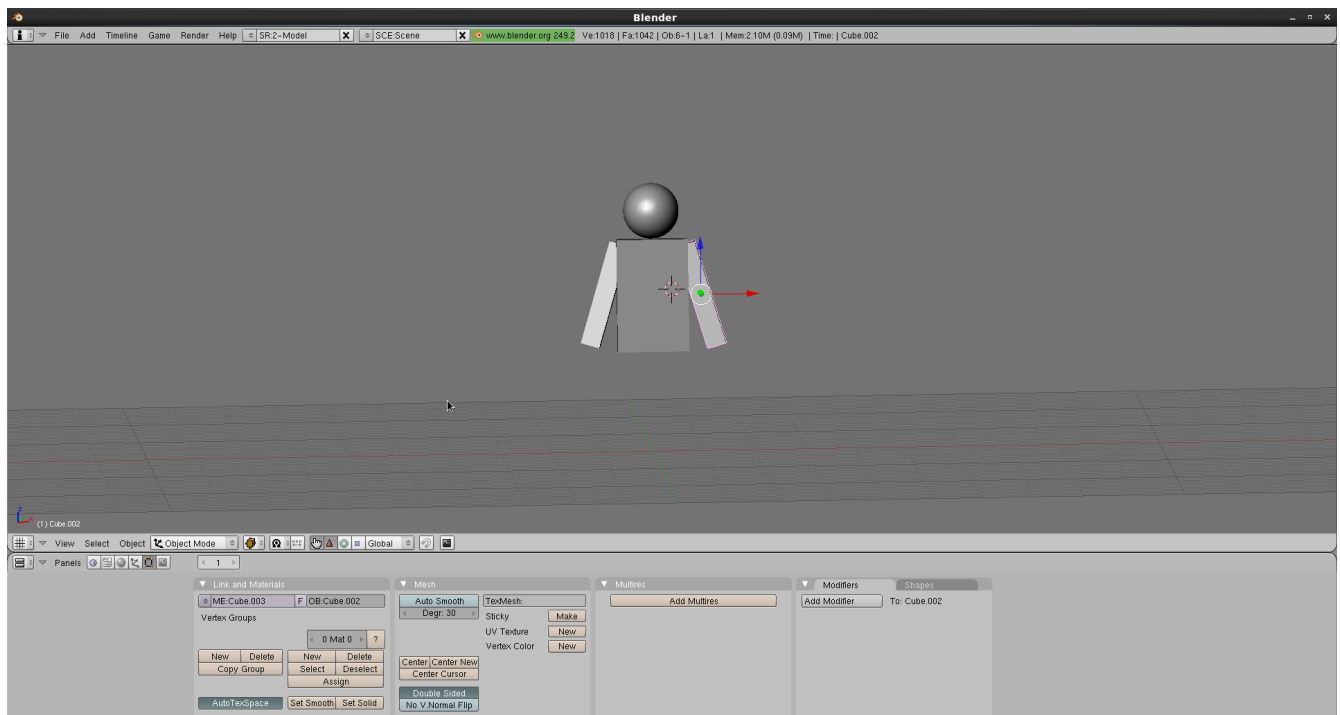 Blender
File Add Timeline Game Render Help SR:2-Model X SCE:Scene X www.blender.org 249.2 Ve:1018 | Fa:1042 | Ob:6-1 | La:1 | Mem:2.10M (0.09M) | Time: | Cube.002
z
x
(1) Cube.002
View Select Object Object Mode Global
Panels 1
Link and Materials Mesh Multires Modifiers Shapes
ME:Cube.003 F OB:Cube.002 Auto Smooth TexMesh: Add Multires Add Modifier To: Cube.002
Degr: 30 Sticky Make
Vertex Groups
UV Texture New
0 Mat 0 ?
Vertex Color New
New Delete New Delete
Center Center New
Copy Group Select Deselect
Center Cursor
Assign
Double Sided
AutoTexSpace Set Smooth Set Solid
No V.Normal Flip